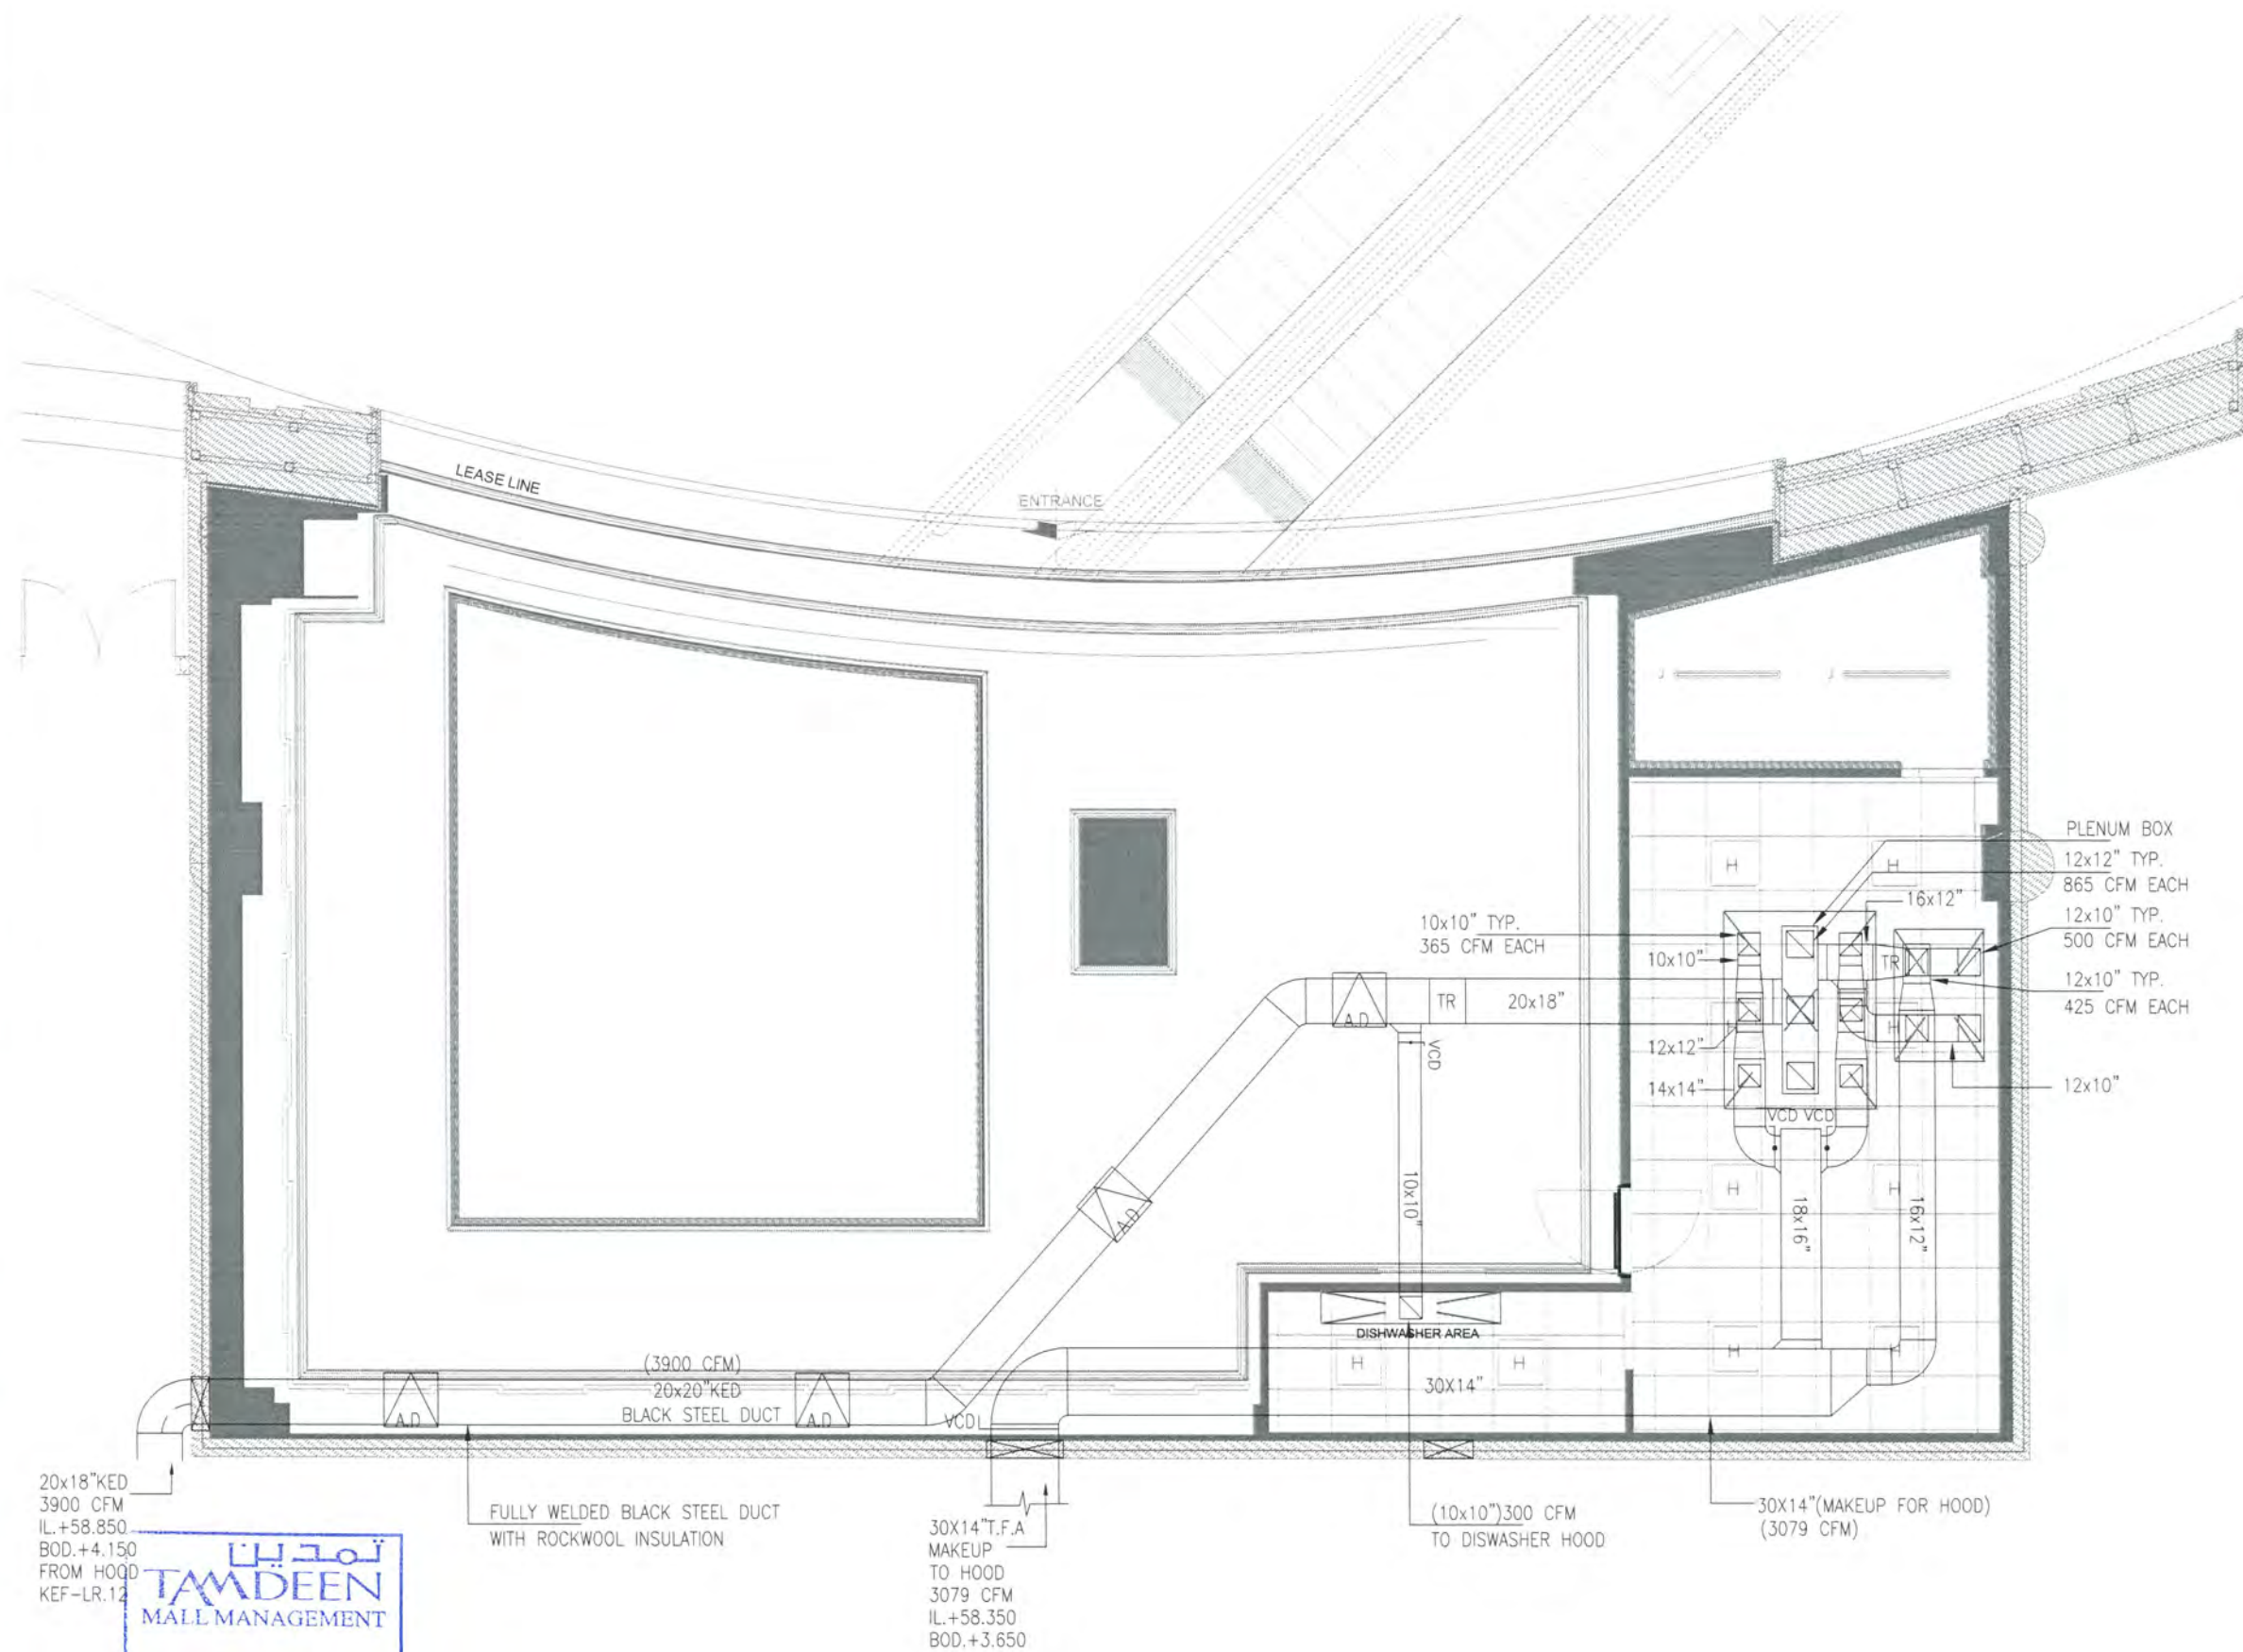 LEASE LINE
ENTRANCE
PLENUM BOX
12x12" TYP.
865 CFM EACH
16x12"
12x10" TYP.
500 CFM EACH
12x10" TYP.
425 CFM EACH
12x10"
10x10" TYP.
365 CFM EACH
10x10"
12x12"
14x14"
H
H
TR
H
VCD VCD
H
H
18x16"
16x12"
H
A.D
TR
20x18"
VCD
10x10"
A.D
DISHWASHER AREA
H
H
30X14"
(3900 CFM)
20x20"KED
BLACK STEEL DUCT
A.D
A.D
VCD
20x18"KED
3900 CFM
IL.+58.850
BOD.+4.150
FROM HOOD
KEF-LR.12
FULLY WELDED BLACK STEEL DUCT
WITH ROCKWOOL INSULATION
30X14"T.F.A
MAKEUP
TO HOOD
3079 CFM
IL.+58.350
BOD.+3.650
(10x10")300 CFM
TO DISWASHER HOOD
30X14"(MAKEUP FOR HOOD)
(3079 CFM)
تمدين
TAMDEEN
MALL MANAGEMENT